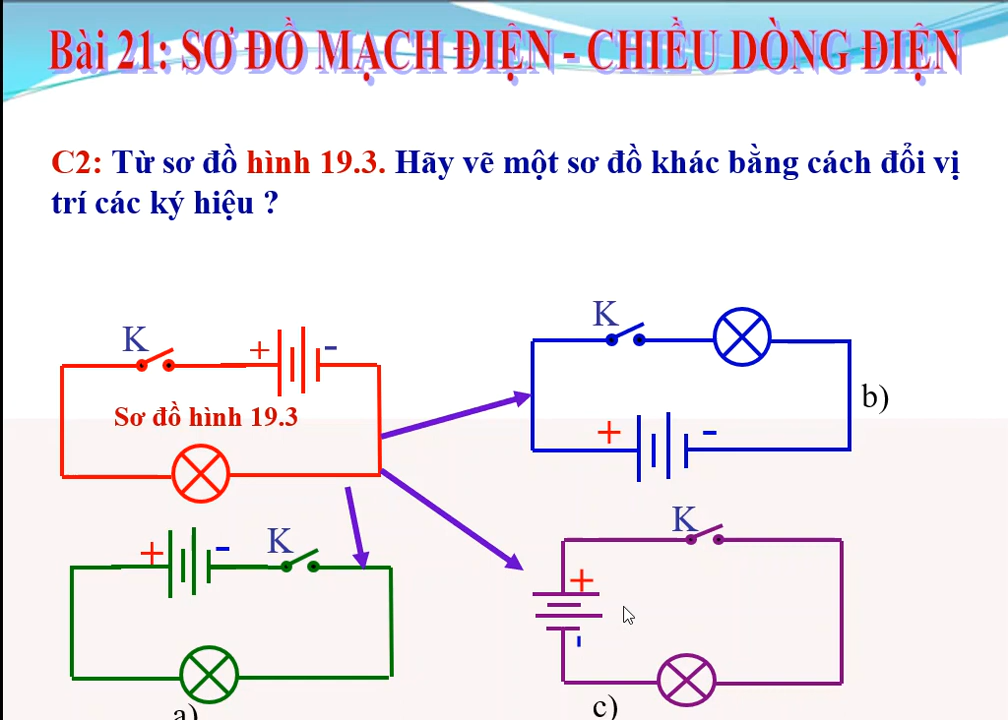 Bài 21: SƠ ĐỒ MẠCH ĐIỆN - CHIỀU DÒNG ĐIỆN
C2: Từ sơ đồ hình 19.3. Hãy vẽ một sơ đồ khác bằng cách đổi vị
trí các ký hiệu ?
K
+ -
Sơ đồ hình 19.3
K
+ -
b)
+ -
K
a)
K
+
-
c)